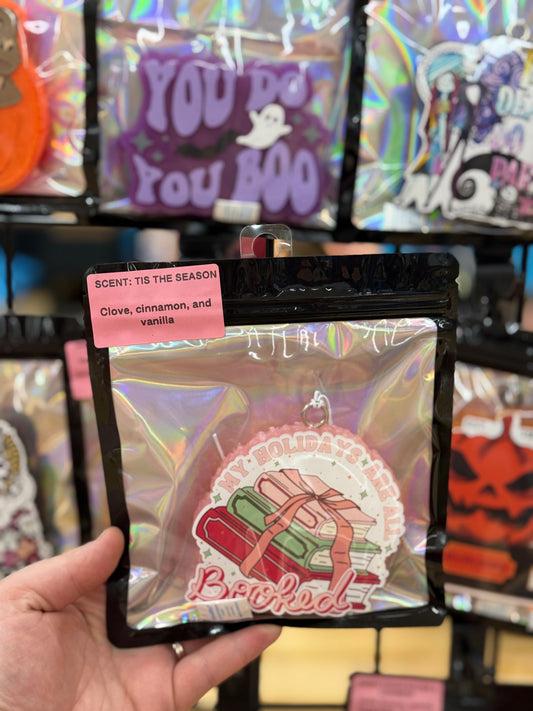 YOU DO
YOU BOO
SCENT: TIS THE SEASON
Clove, cinnamon, and
vanilla
MY HOLIDAYS ARE ALL
Booked